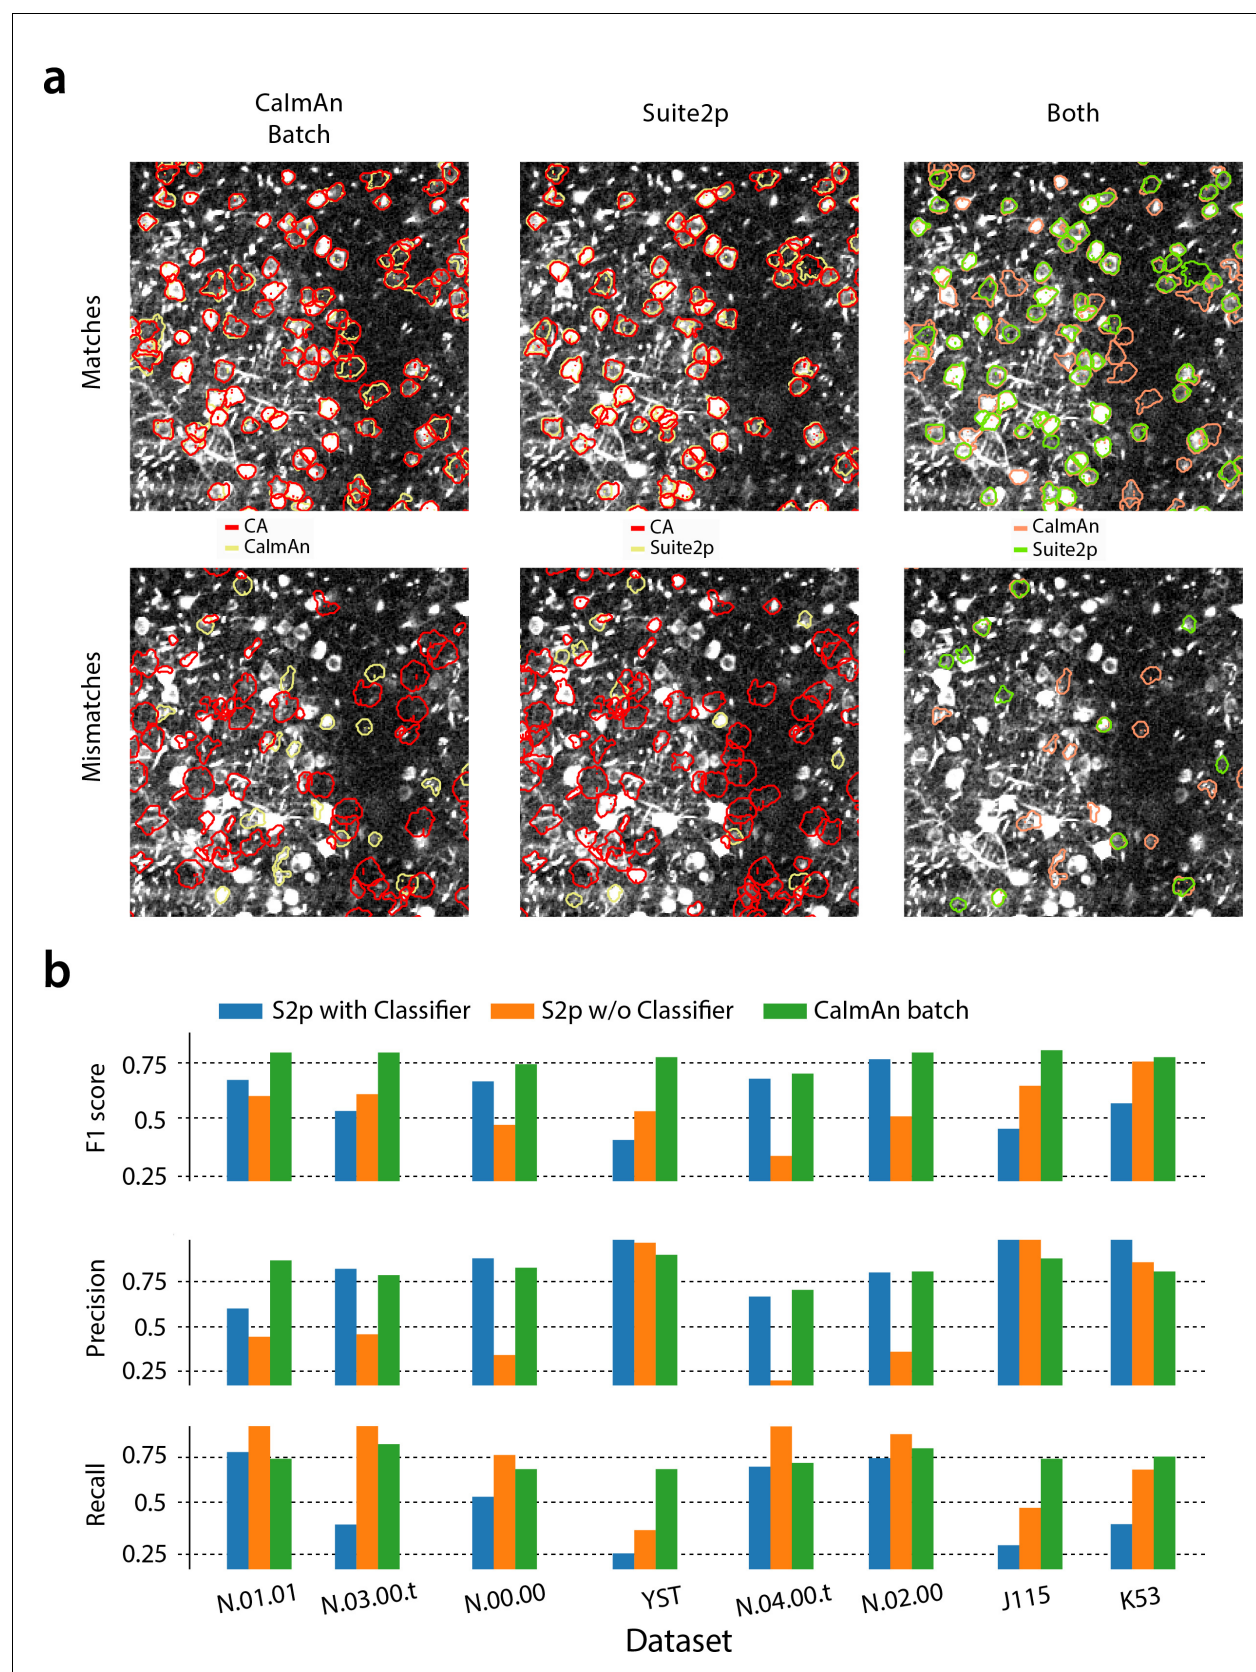 a
CaImAn
Batch
Suite2p
Both
Matches
CA
CaImAn
CA
Suite2p
CaImAn
Suite2p
Mismatches
b
S2p with Classifier
S2p w/o Classifier
CaImAn batch
F1 score
0.75
0.5
0.25
Precision
0.75
0.5
0.25
Recall
0.75
0.5
0.25
N.01.01
N.03.00.t
N.00.00
YST
N.04.00.t
N.02.00
J115
K53
Dataset